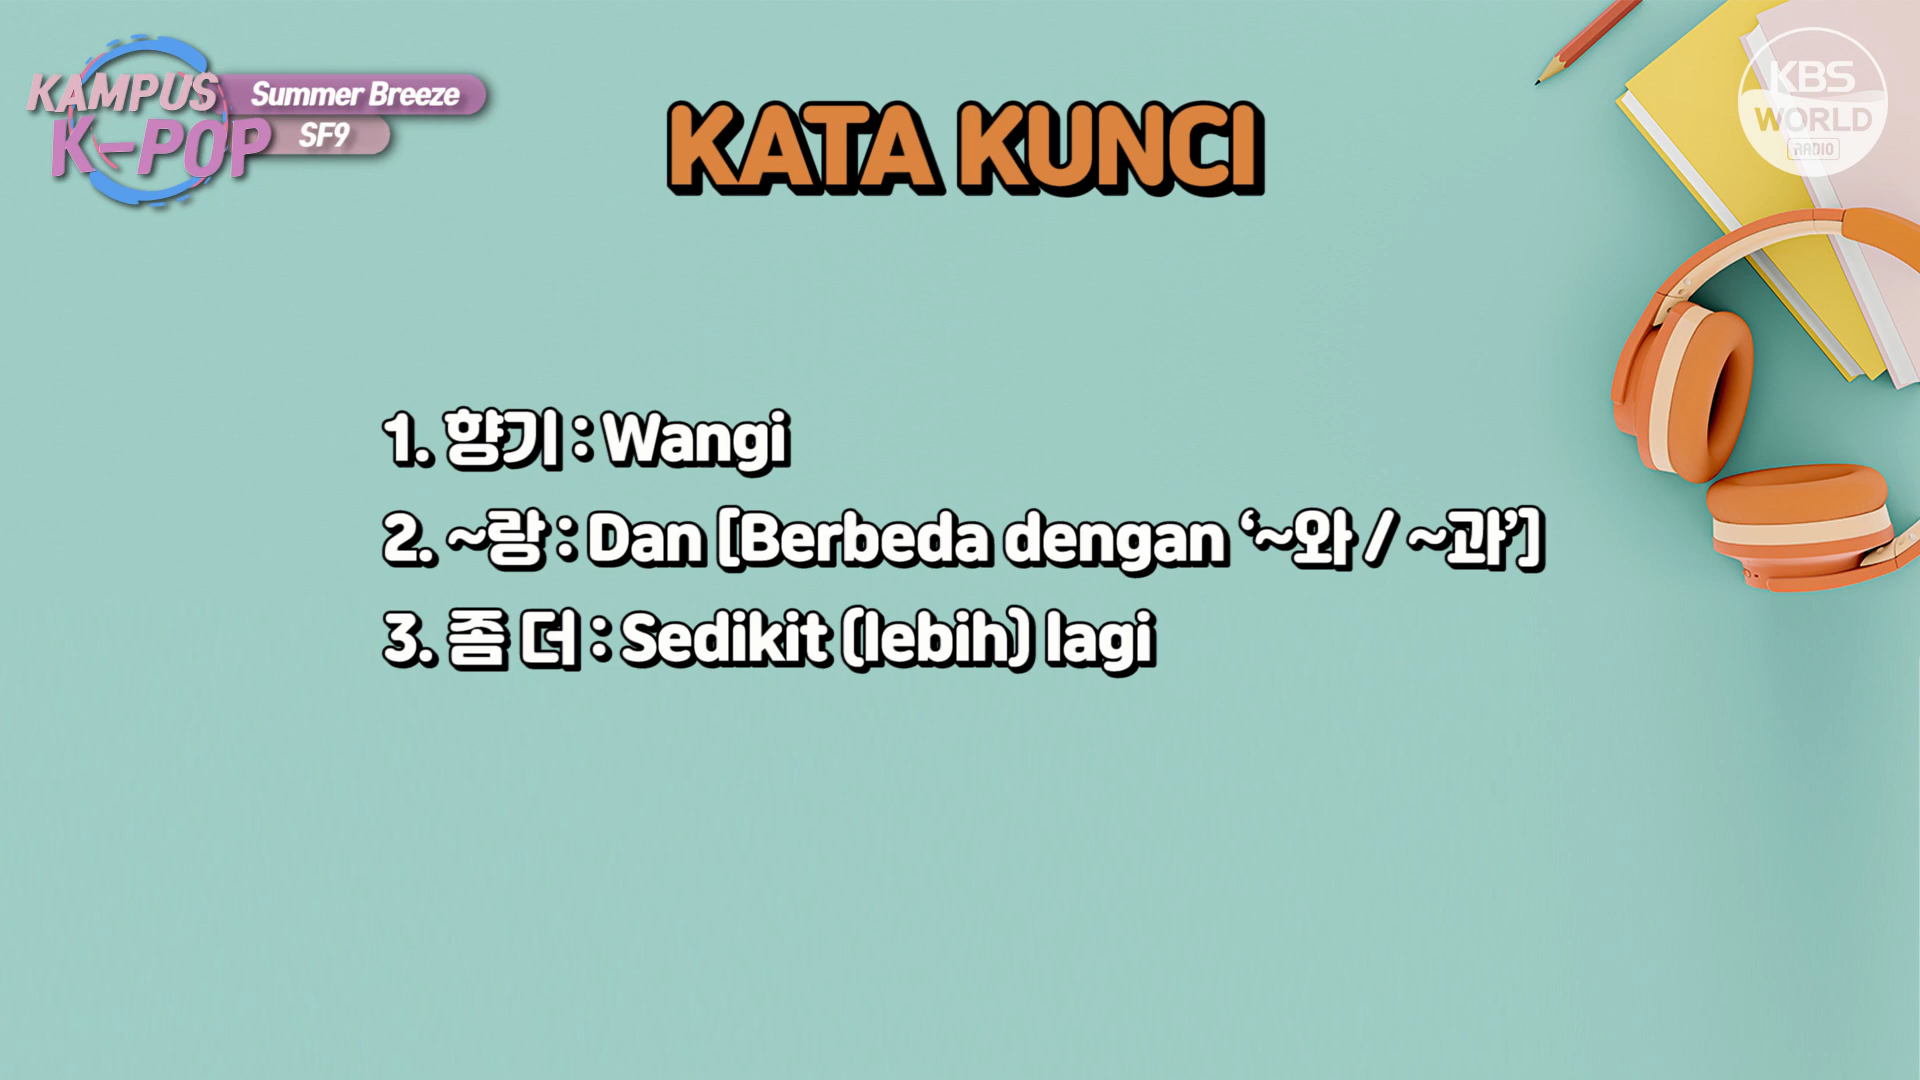 KAMPUS
K-POP
Summer Breeze
SF9
KATA KUNCI
KBS
WORLD
RADIO
1. 향기 : Wangi
2. ~랑 : Dan [Berbeda dengan ‘~와 / ~과’]
3. 좀 더 : Sedikit (lebih) lagi